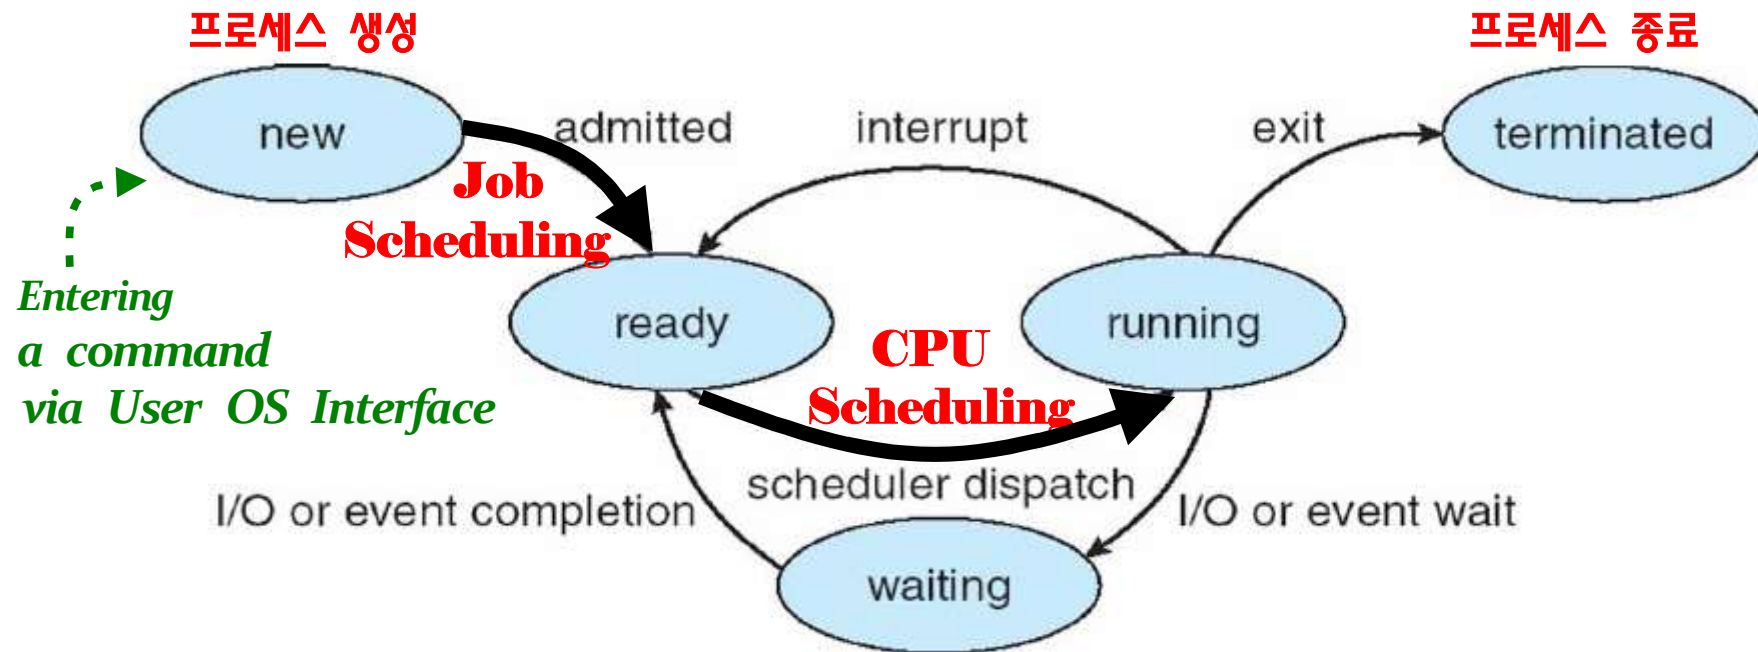 프로세스 생성
프로세스 종료
new
admitted
interrupt
exit
terminated
Job
Scheduling
Entering
a command
via User OS Interface
ready
running
CPU
Scheduling
scheduler dispatch
I/O or event completion
I/O or event wait
waiting